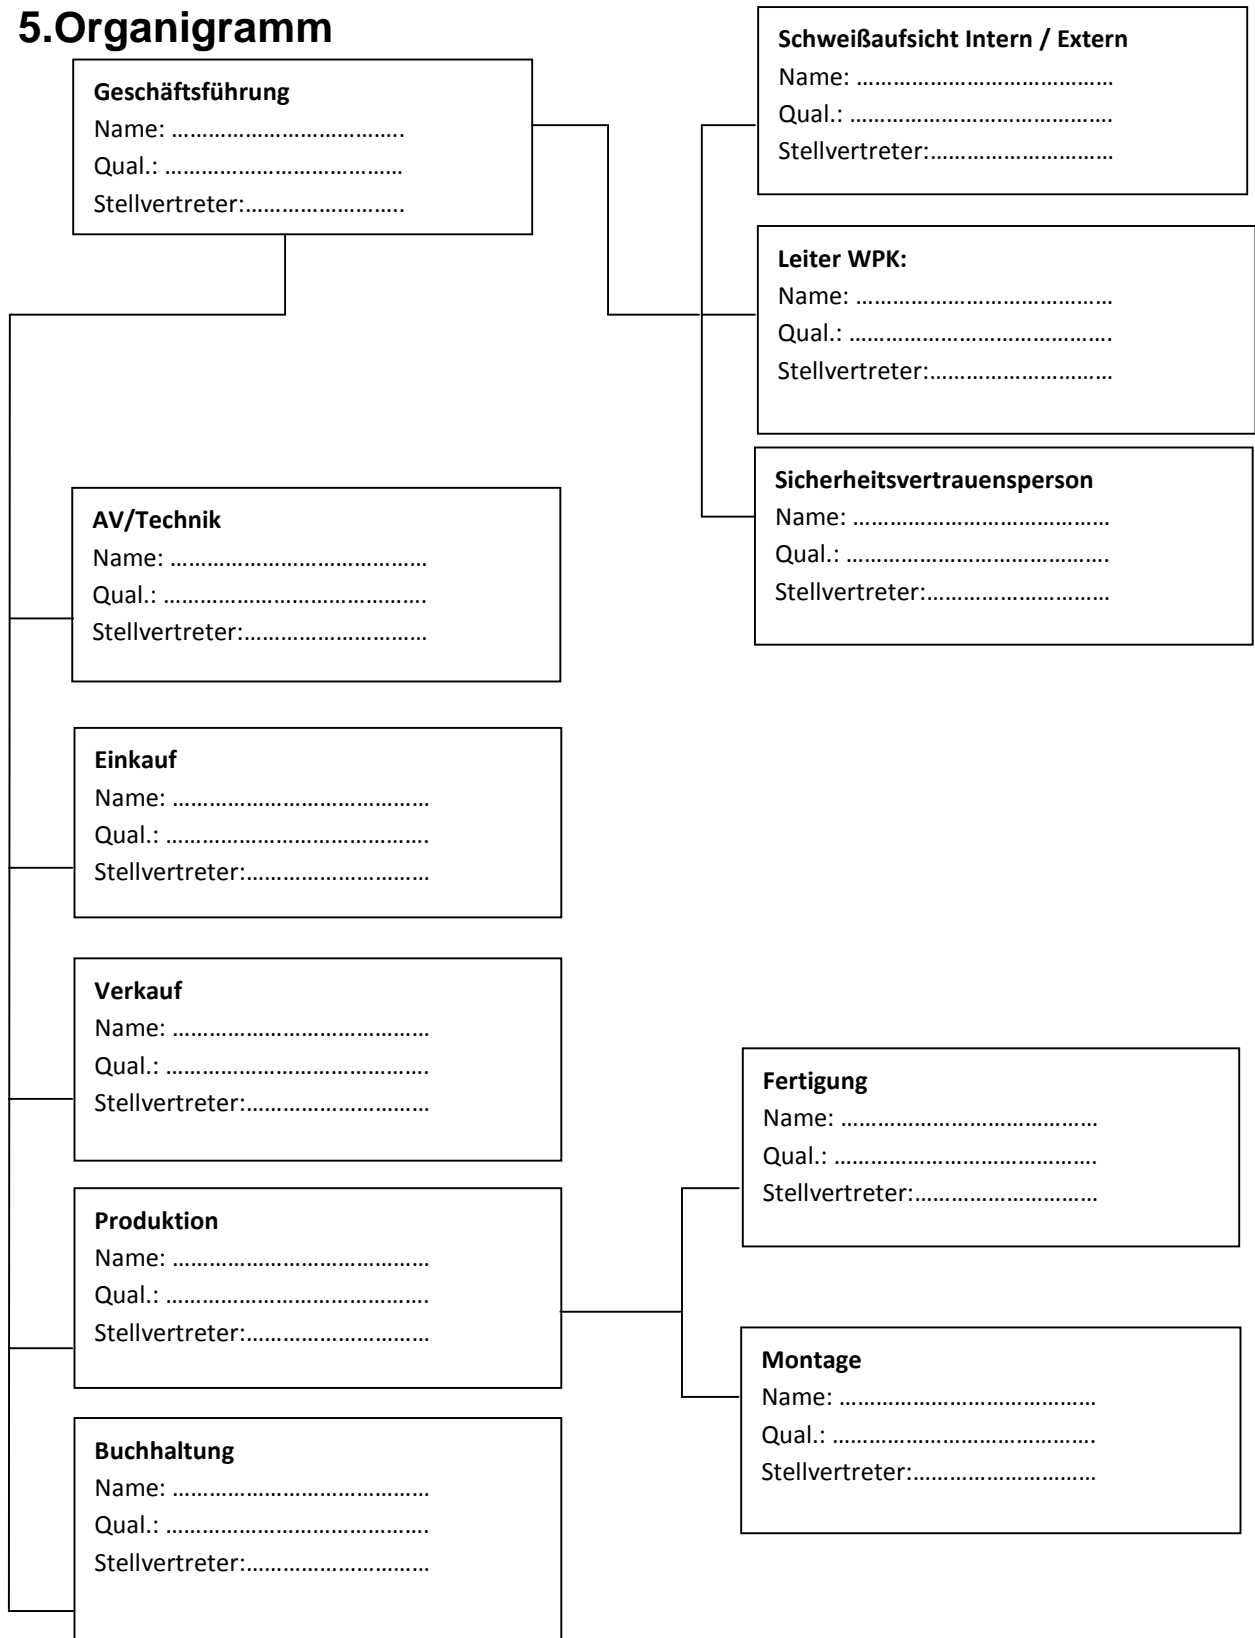 5.Organigramm
Geschäftsführung
Name: ………………………………..
Qual.: …………………………………
Stellvertreter:……………………..
Schweißaufsicht Intern / Extern
Name: ……………………………………
Qual.: …………………………………….
Stellvertreter:…………………………
Leiter WPK:
Name: ……………………………………
Qual.: …………………………………….
Stellvertreter:…………………………
Sicherheitsvertrauensperson
Name: ……………………………………
Qual.: …………………………………….
Stellvertreter:…………………………
AV/Technik
Name: ……………………………………
Qual.: …………………………………….
Stellvertreter:…………………………
Einkauf
Name: ……………………………………
Qual.: …………………………………….
Stellvertreter:…………………………
Verkauf
Name: ……………………………………
Qual.: …………………………………….
Stellvertreter:…………………………
Produktion
Name: ……………………………………
Qual.: …………………………………….
Stellvertreter:…………………………
Fertigung
Name: ……………………………………
Qual.: …………………………………….
Stellvertreter:…………………………
Montage
Name: ……………………………………
Qual.: …………………………………….
Stellvertreter:…………………………
Buchhaltung
Name: ……………………………………
Qual.: …………………………………….
Stellvertreter:…………………………